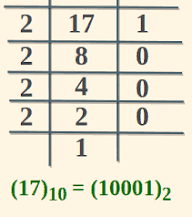 2 17 1
2 8 0
2 4 0
2 2 0
1
(17)₁₀ = (10001)₂